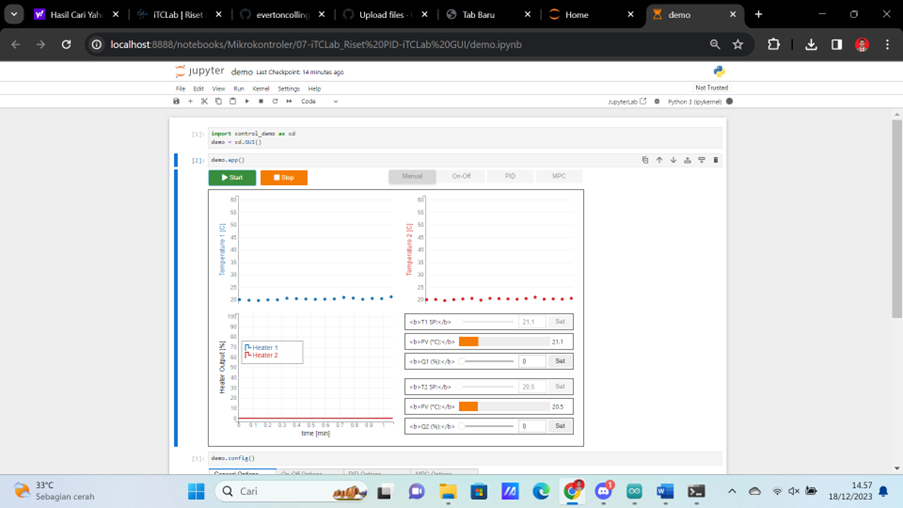 Hasil Cari Yaho
iTCLab | Riset
evertoncolling
Upload files ·
Tab Baru
Home
demo
localhost:8888/notebooks/Mikrokontroler/07-iTCLab_Riset%20PID-iTCLab%20GUI/demo.ipynb
jupyter demo Last Checkpoint: 14 minutes ago
File Edit View Run Kernel Settings Help
Not Trusted
Code
JupyterLab
Python 3 (ipykernel)
[1]: import control_demo as cd
demo = cd.GUI()
[2]: demo.app()
Start Stop Manual On-Off PID MPC
Temperature 1 [C]
60
55
50
45
40
35
30
25
20
Temperature 2 [C]
60
55
50
45
40
35
30
25
20
Heater Output [%]
100
90
80
70
60
50
40
30
20
10
0
Heater 1
Heater 2
0 0.1 0.2 0.3 0.4 0.5 0.6 0.7 0.8 0.9 1
time [min]
<b>T1 SP:</b> 21.1 Set
<b>PV (°C):</b> 21.1
<b>Q1 (%):</b> 0 Set
<b>T2 SP:</b> 20.5 Set
<b>PV (°C):</b> 20.5
<b>Q2 (%):</b> 0 Set
[3]: demo.config()
General Options On-Off Options PID Options MPC Options
33°C
Sebagian cerah
Cari
1
14.57
18/12/2023